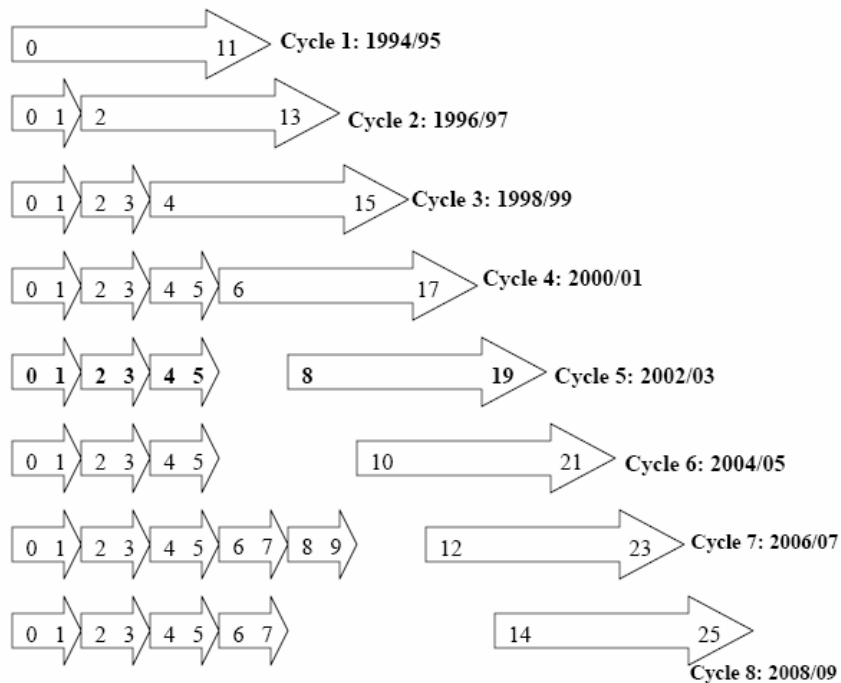 0 11 Cycle 1: 1994/95
0 1 2 13 Cycle 2: 1996/97
0 1 2 3 4 15 Cycle 3: 1998/99
0 1 2 3 4 5 6 17 Cycle 4: 2000/01
0 1 2 3 4 5 8 19 Cycle 5: 2002/03
0 1 2 3 4 5 10 21 Cycle 6: 2004/05
0 1 2 3 4 5 6 7 8 9 12 23 Cycle 7: 2006/07
0 1 2 3 4 5 6 7 14 25
Cycle 8: 2008/09